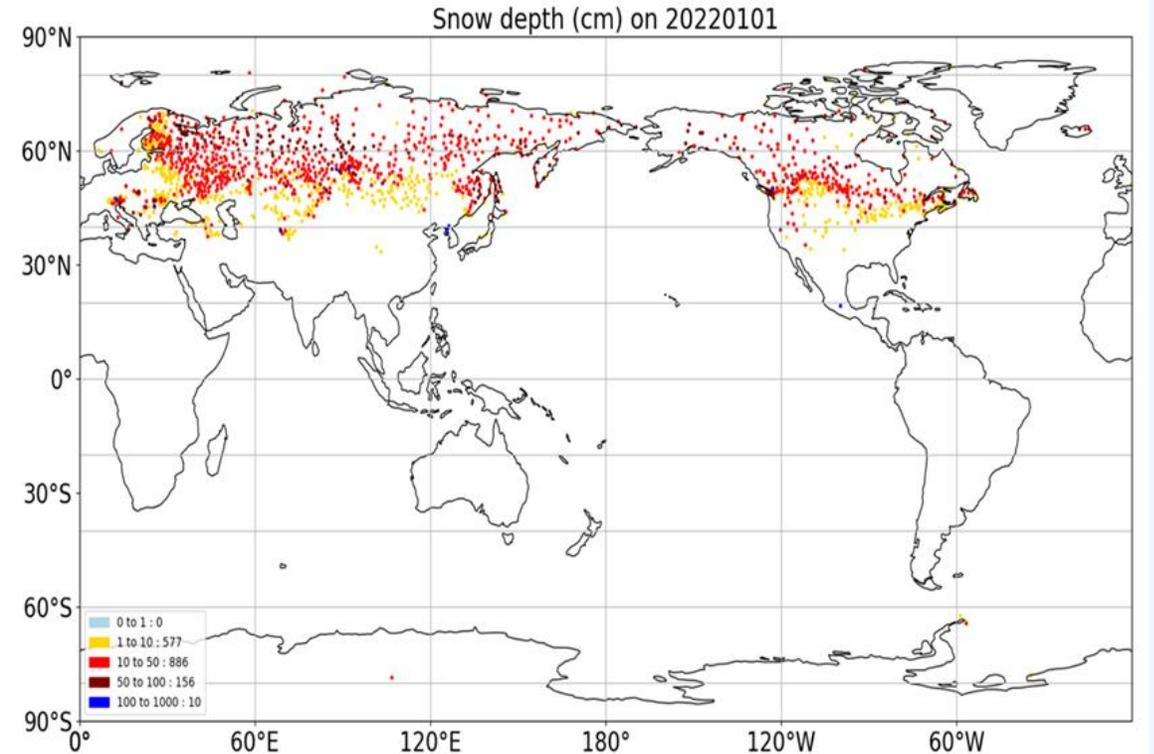 Snow depth (cm) on 20220101
90°N
60°N
30°N
0°
30°S
60°S
90°S
0 to 1 : 0
1 to 10 : 577
10 to 50 : 886
50 to 100 : 156
100 to 1000 : 10
0° 60°E 120°E 180° 120°W 60°W